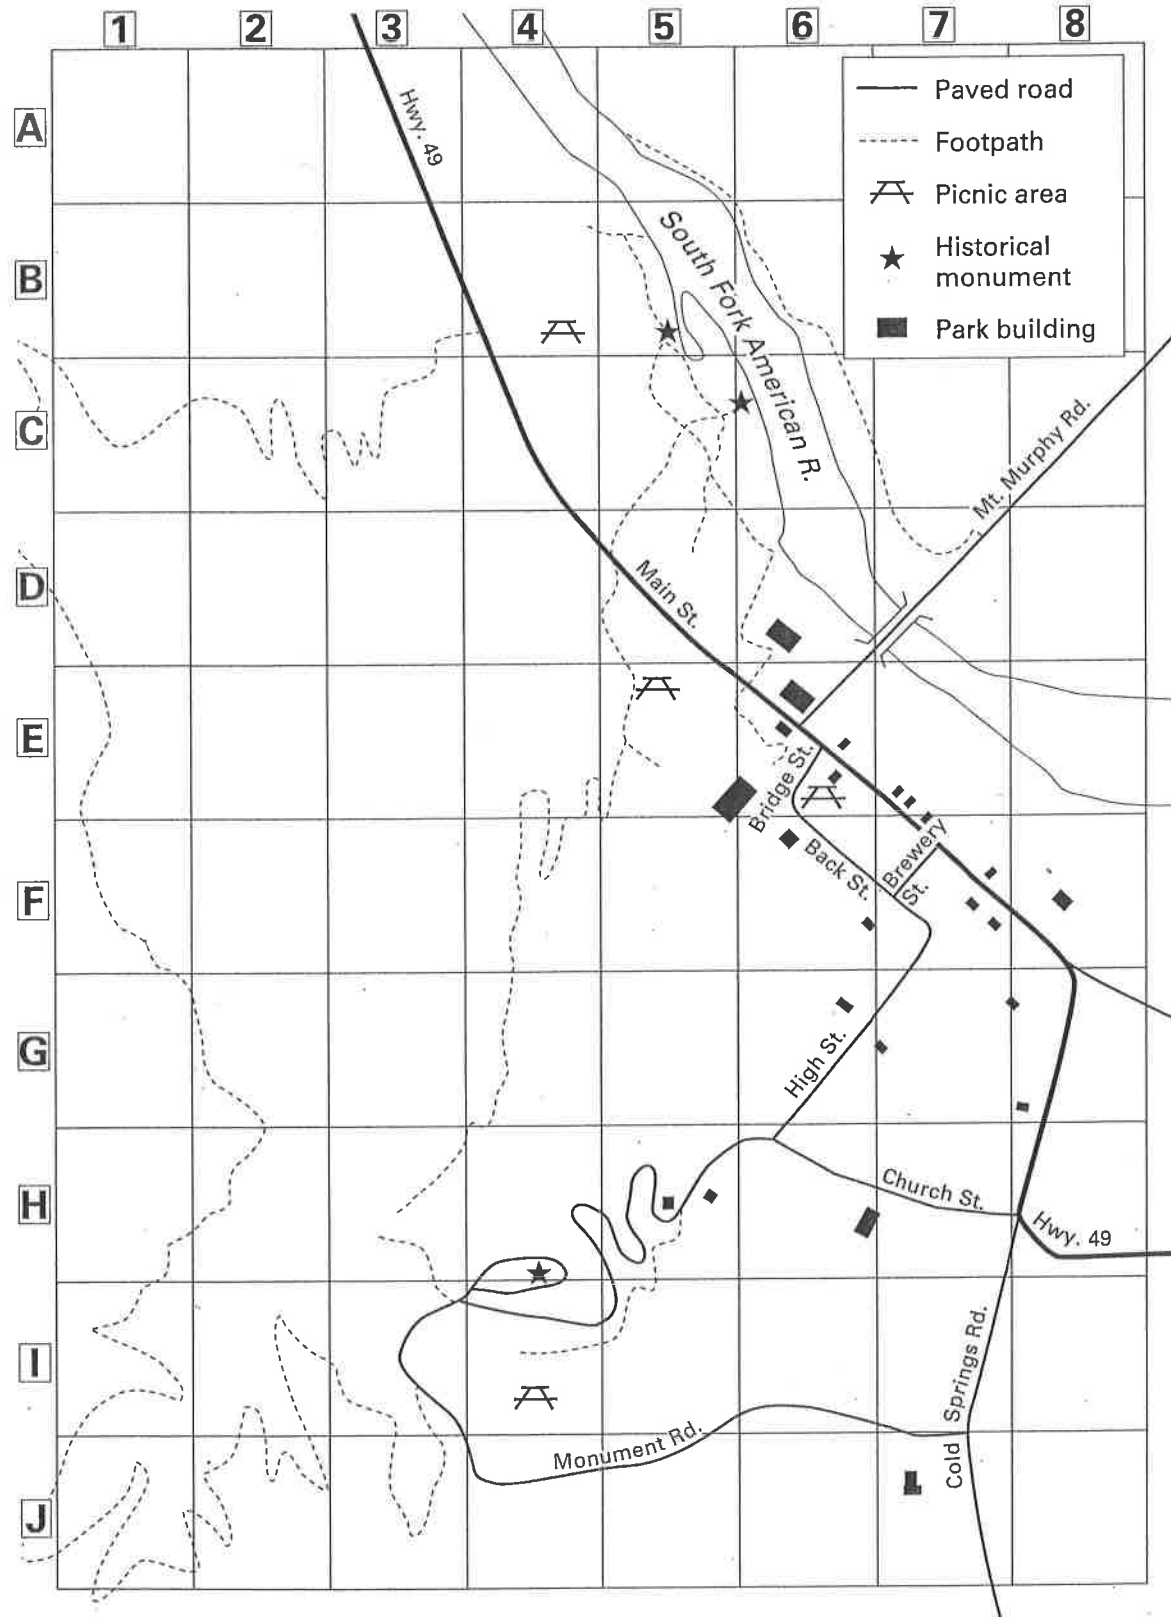 1 2 3 4 5 6 7 8
A
B
C
D
E
F
G
H
I
J
Paved road
Footpath
Picnic area
Historical
monument
Park building
Hwy. 49
South Fork American R.
Mt. Murphy Rd.
Main St.
Bridge St.
Back St.
Brewery
St.
High St.
Church St.
Hwy. 49
Cold Springs Rd.
Monument Rd.